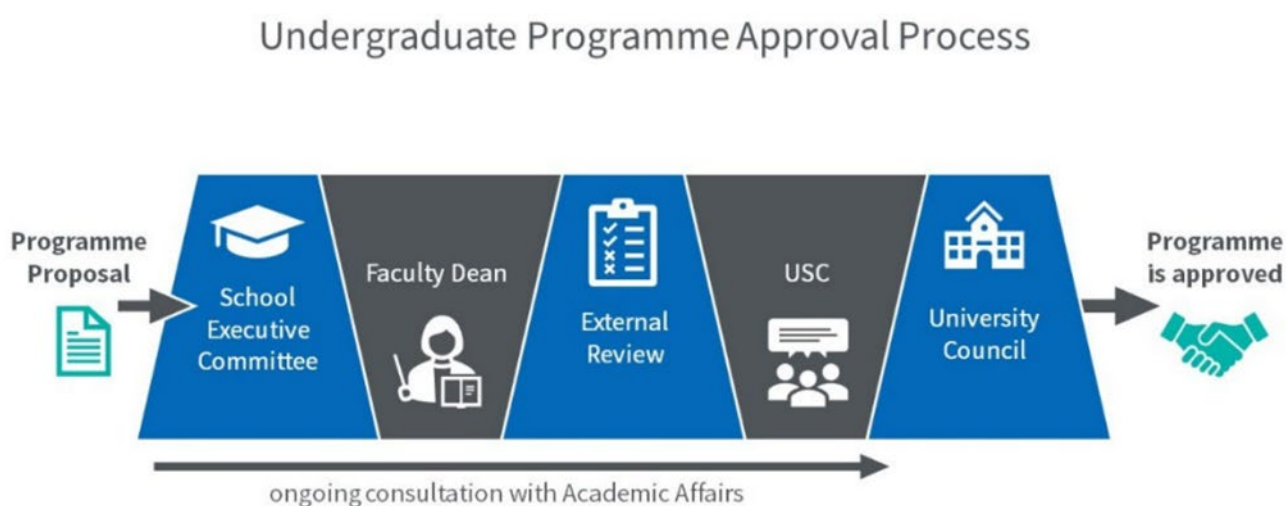 Undergraduate Programme Approval Process
Programme
Proposal
School
Executive
Committee
Faculty Dean
External
Review
USC
University
Council
Programme
is approved
ongoing consultation with Academic Affairs